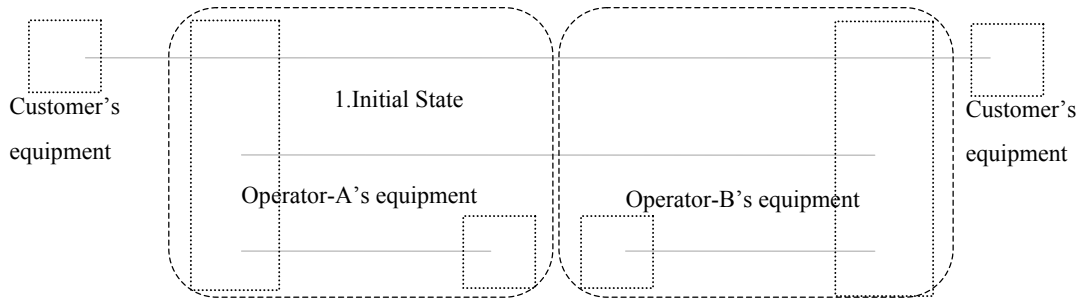 Customer’s
equipment
1.Initial State
Operator-A’s equipment
Operator-B’s equipment
Customer’s
equipment